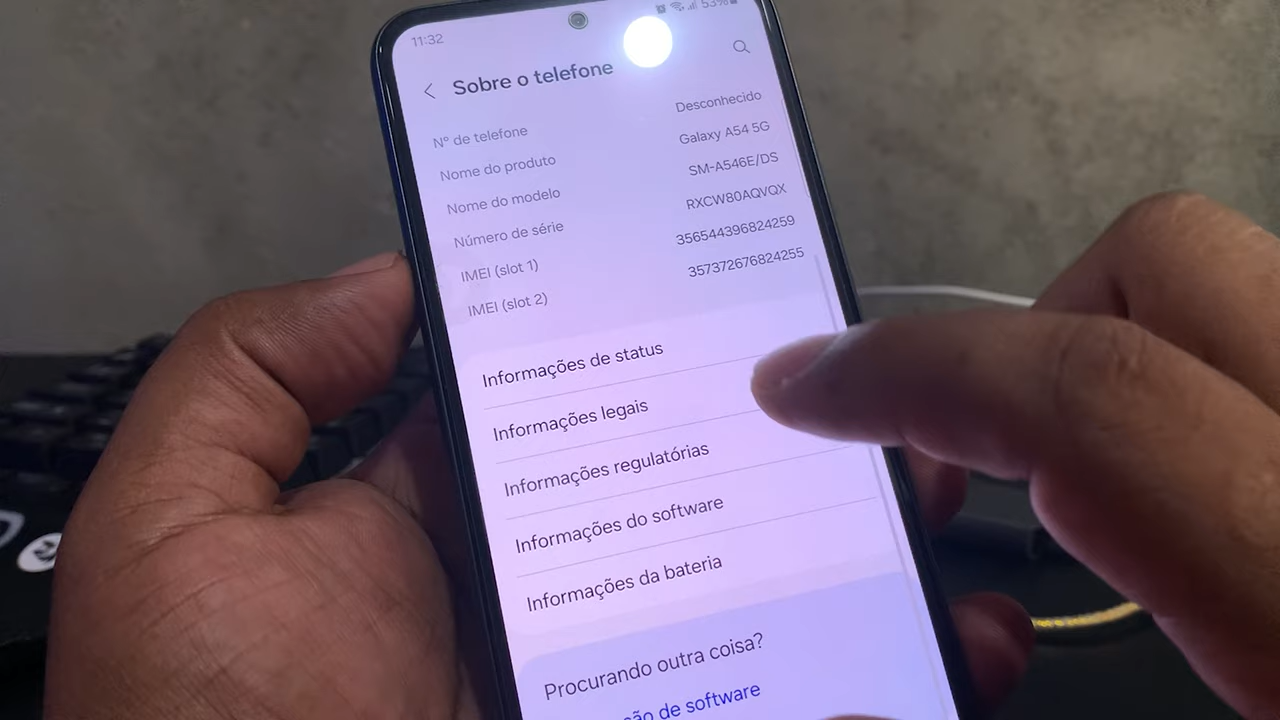 11:32
53%
Sobre o telefone
Nº de telefone Desconhecido
Nome do produto Galaxy A54 5G
Nome do modelo SM-A546E/DS
Número de série RXCW80AQVQX
IMEI (slot 1) 356544396824259
IMEI (slot 2) 357372676824255
Informações de status
Informações legais
Informações regulatórias
Informações do software
Informações da bateria
Procurando outra coisa?
de software